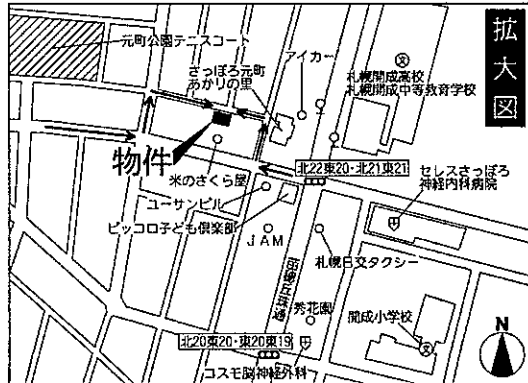 拡大図
元町公園テニスコート
アイカー
さっぽろ元町
あかりの里
札幌開成高校
札幌開成中等教育学校
物件
北22東20・北21東21
米のさくら屋
セレスさっぽろ
神経内科病院
ユーサンビル
ピッコロ子ども倶楽部
JAM
札幌日交タクシー
苗穂丘珠通
秀花園
開成小学校
北20東20・東20東19
コスモ脳神経外科
N